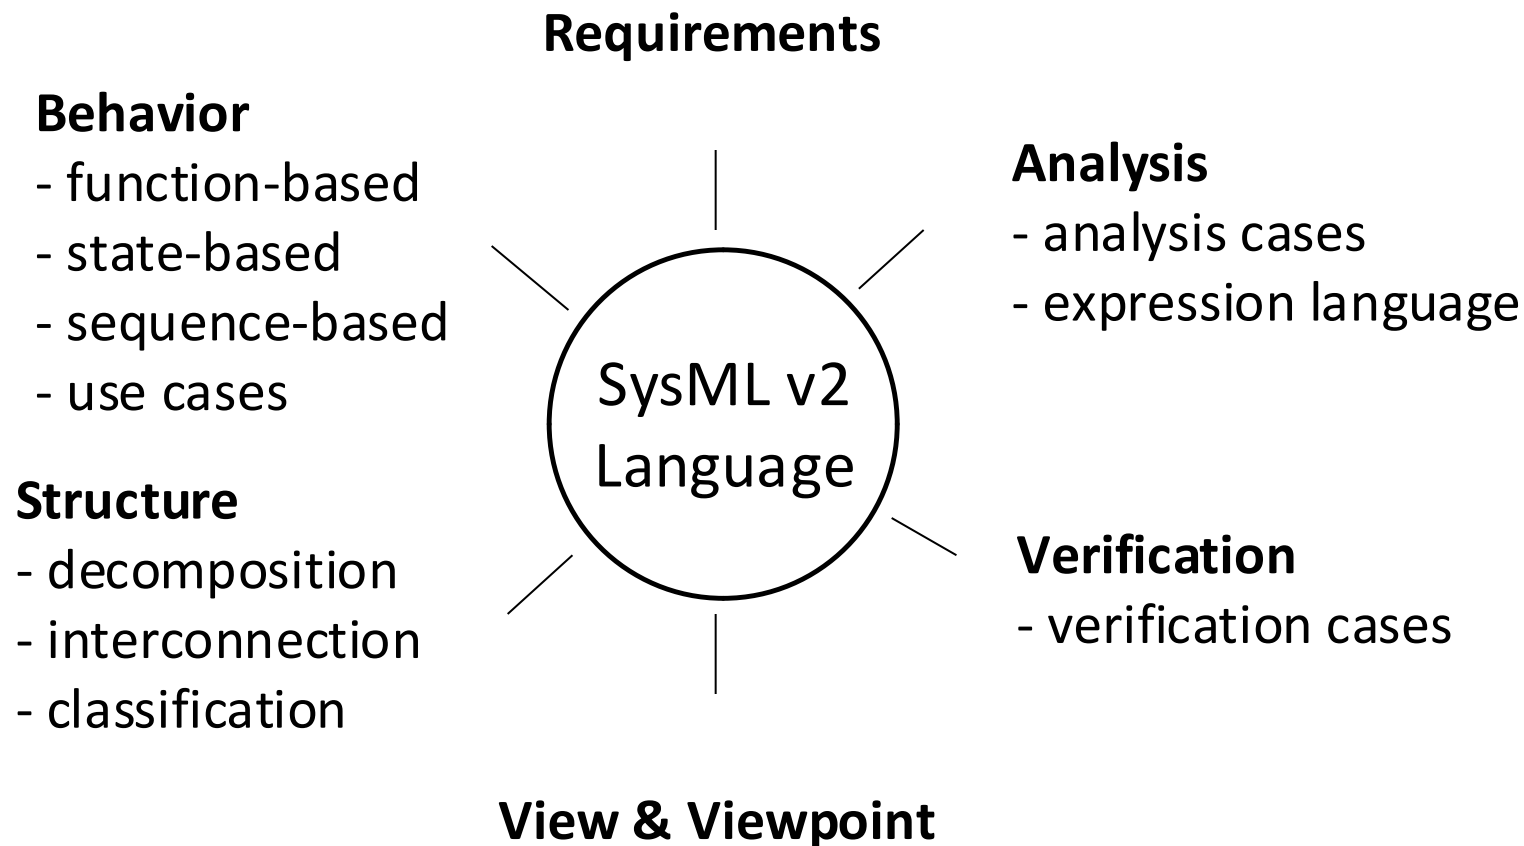 Requirements
Behavior
- function-based
- state-based
- sequence-based
- use cases
Analysis
- analysis cases
- expression language
SysML v2
Language
Structure
- decomposition
- interconnection
- classification
Verification
- verification cases
View & Viewpoint